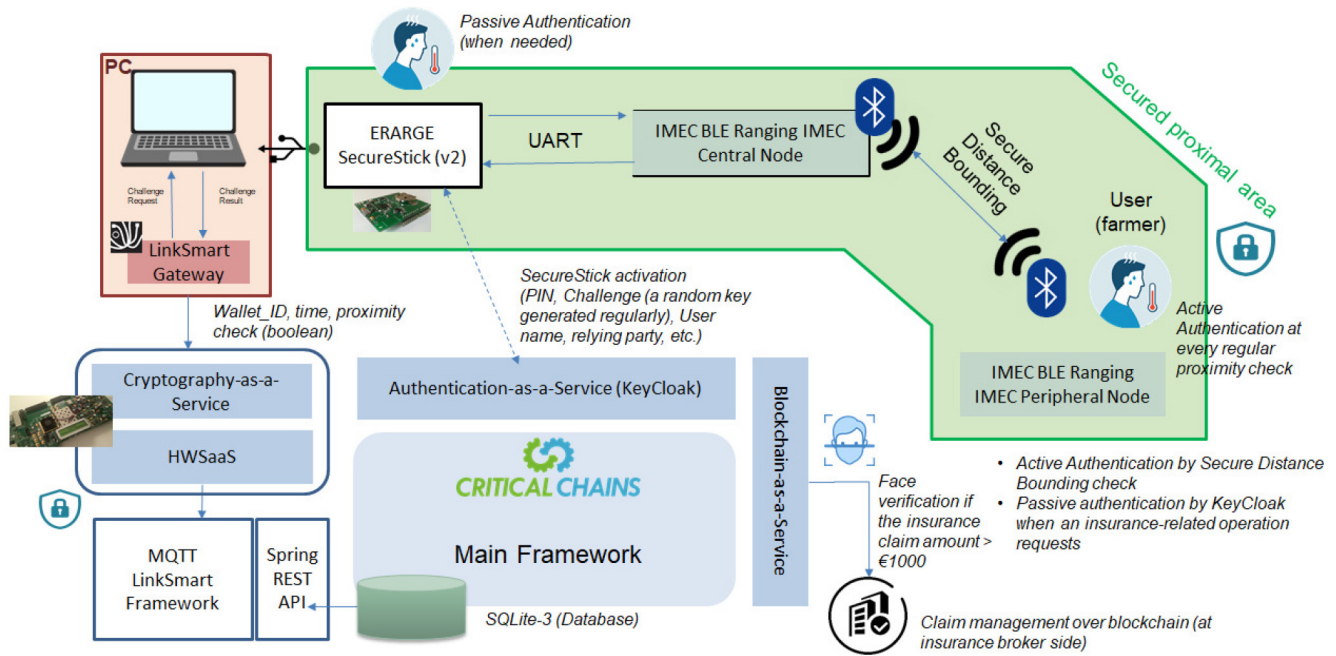 Passive Authentication
(when needed)
PC
Secured proximal area
ERARGE
SecureStick (v2)
UART
IMEC BLE Ranging IMEC
Central Node
Secure
Distance
Bounding
User
(farmer)
Challenge
Request
Challenge
Result
LinkSmart
Gateway
Wallet_ID, time, proximity
check (boolean)
SecureStick activation
(PIN, Challenge (a random key
generated regularly), User
name, relying party, etc.)
Active
Authentication at
every regular
proximity check
IMEC BLE Ranging
IMEC Peripheral Node
Cryptography-as-a-
Service
HWSaaS
Authentication-as-a-Service (KeyCloak)
Blockchain-as-a-Service
CRITICAL CHAINS
Main Framework
Face
verification if
the insurance
claim amount >
€1000
• Active Authentication by Secure Distance
Bounding check
• Passive authentication by KeyCloak
when an insurance-related operation
requests
MQTT
LinkSmart
Framework
Spring
REST
API
SQLite-3 (Database)
Claim management over blockchain (at
insurance broker side)